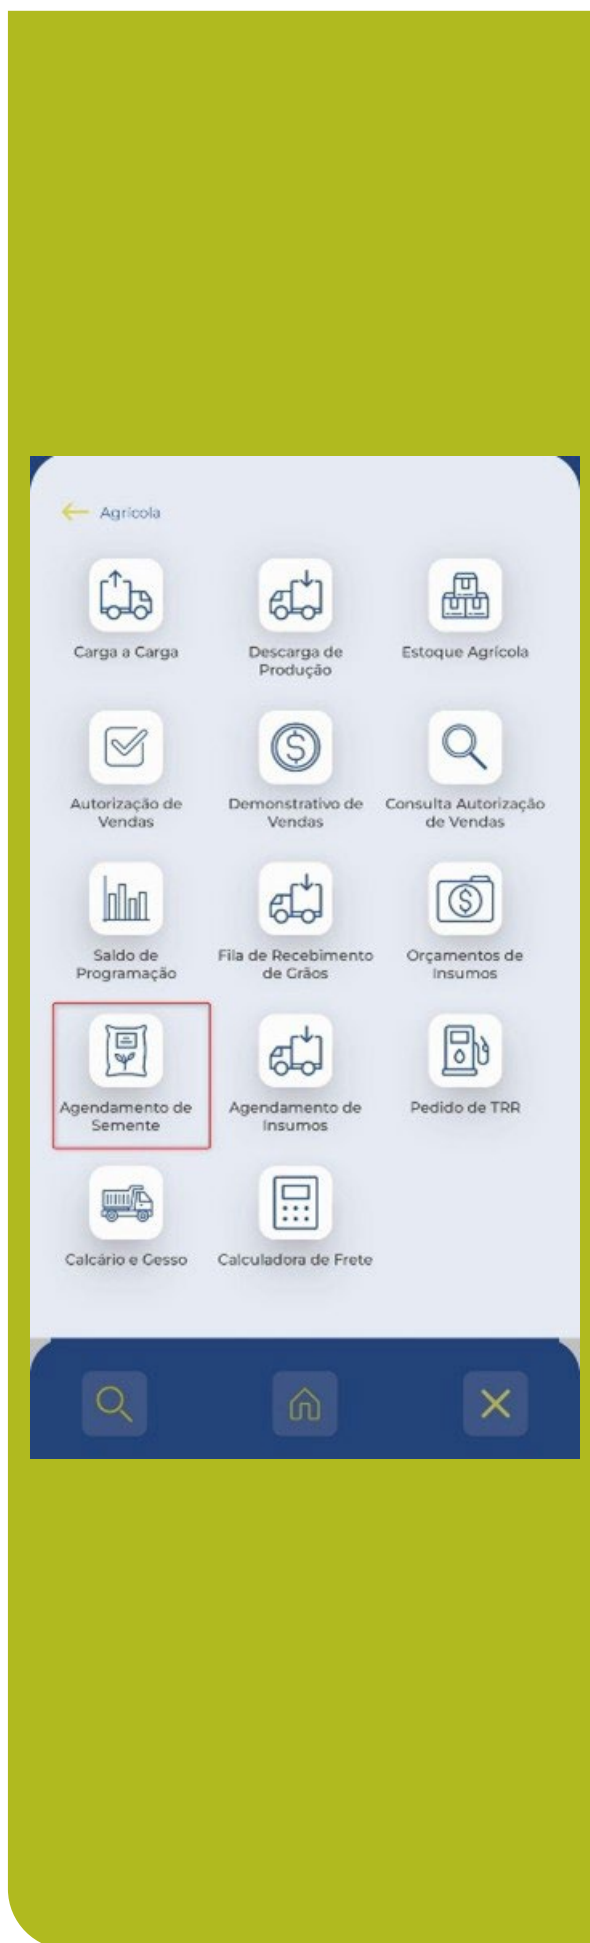 Agrícola
Carga a Carga
Descarga de
Produção
Estoque Agrícola
Autorização de
Vendas
Demonstrativo de
Vendas
Consulta Autorização
de Vendas
Saldo de
Programação
Fila de Recebimento
de Grãos
Orçamentos de
Insumos
Agendamento de
Semente
Agendamento de
Insumos
Pedido de TRR
Calcário e Gesso
Calculadora de Frete